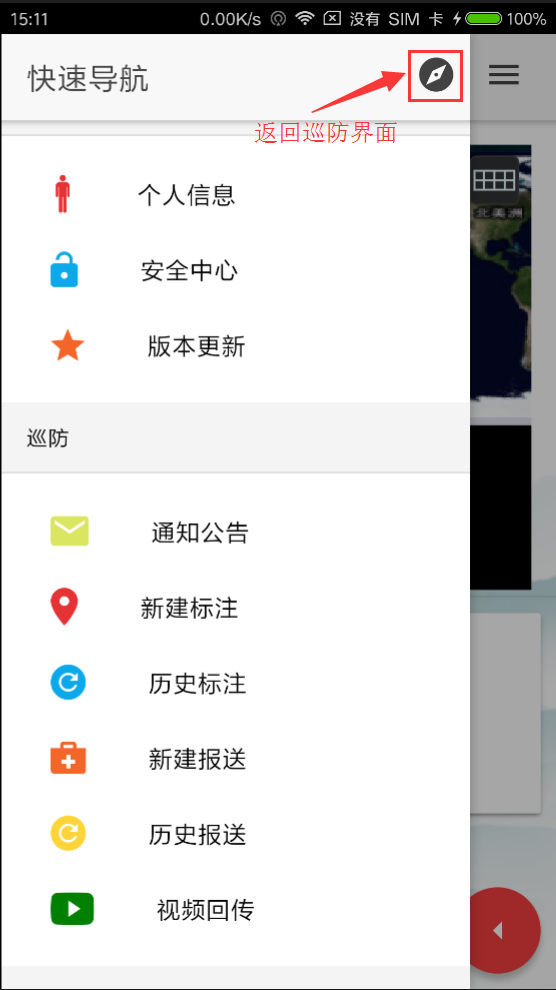 15:11 0.00K/s 没有 SIM 卡 100%
快速导航
返回巡防界面
个人信息
北美洲
安全中心
版本更新
巡防
通知公告
新建标注
历史标注
新建报送
历史报送
视频回传